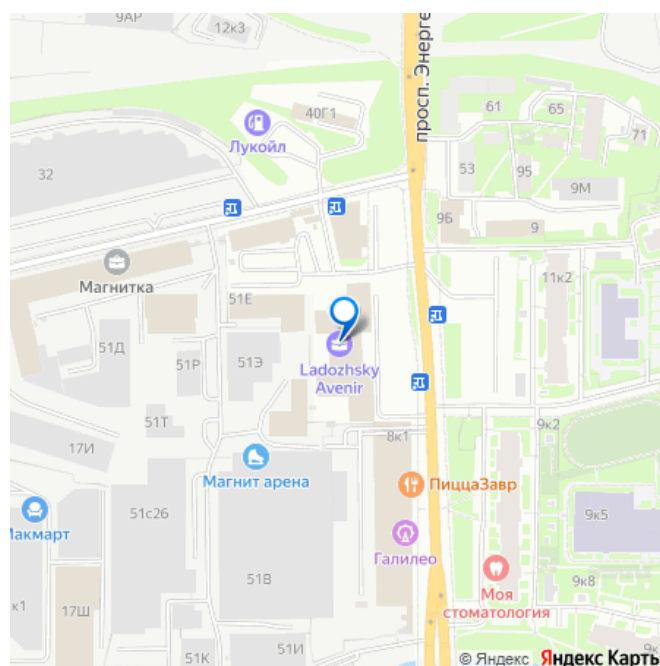 9АР
12к3
просп. Энерге
40Г1
Лукойл
61
65
71
53
95
32
9М
9Б
9
Магнитка
11к2
51Е
51Д
51Р
51Э
Ladozhsky
Avenir
51Т
17И
8к1
9к2
Магнит арена
ПиццаЗавр
Макмарт
51с26
9к5
Галилео
51В
к1
17Ш
Моя
стоматология
9к8
51К
51И
© Яндекс Яндекс Карты